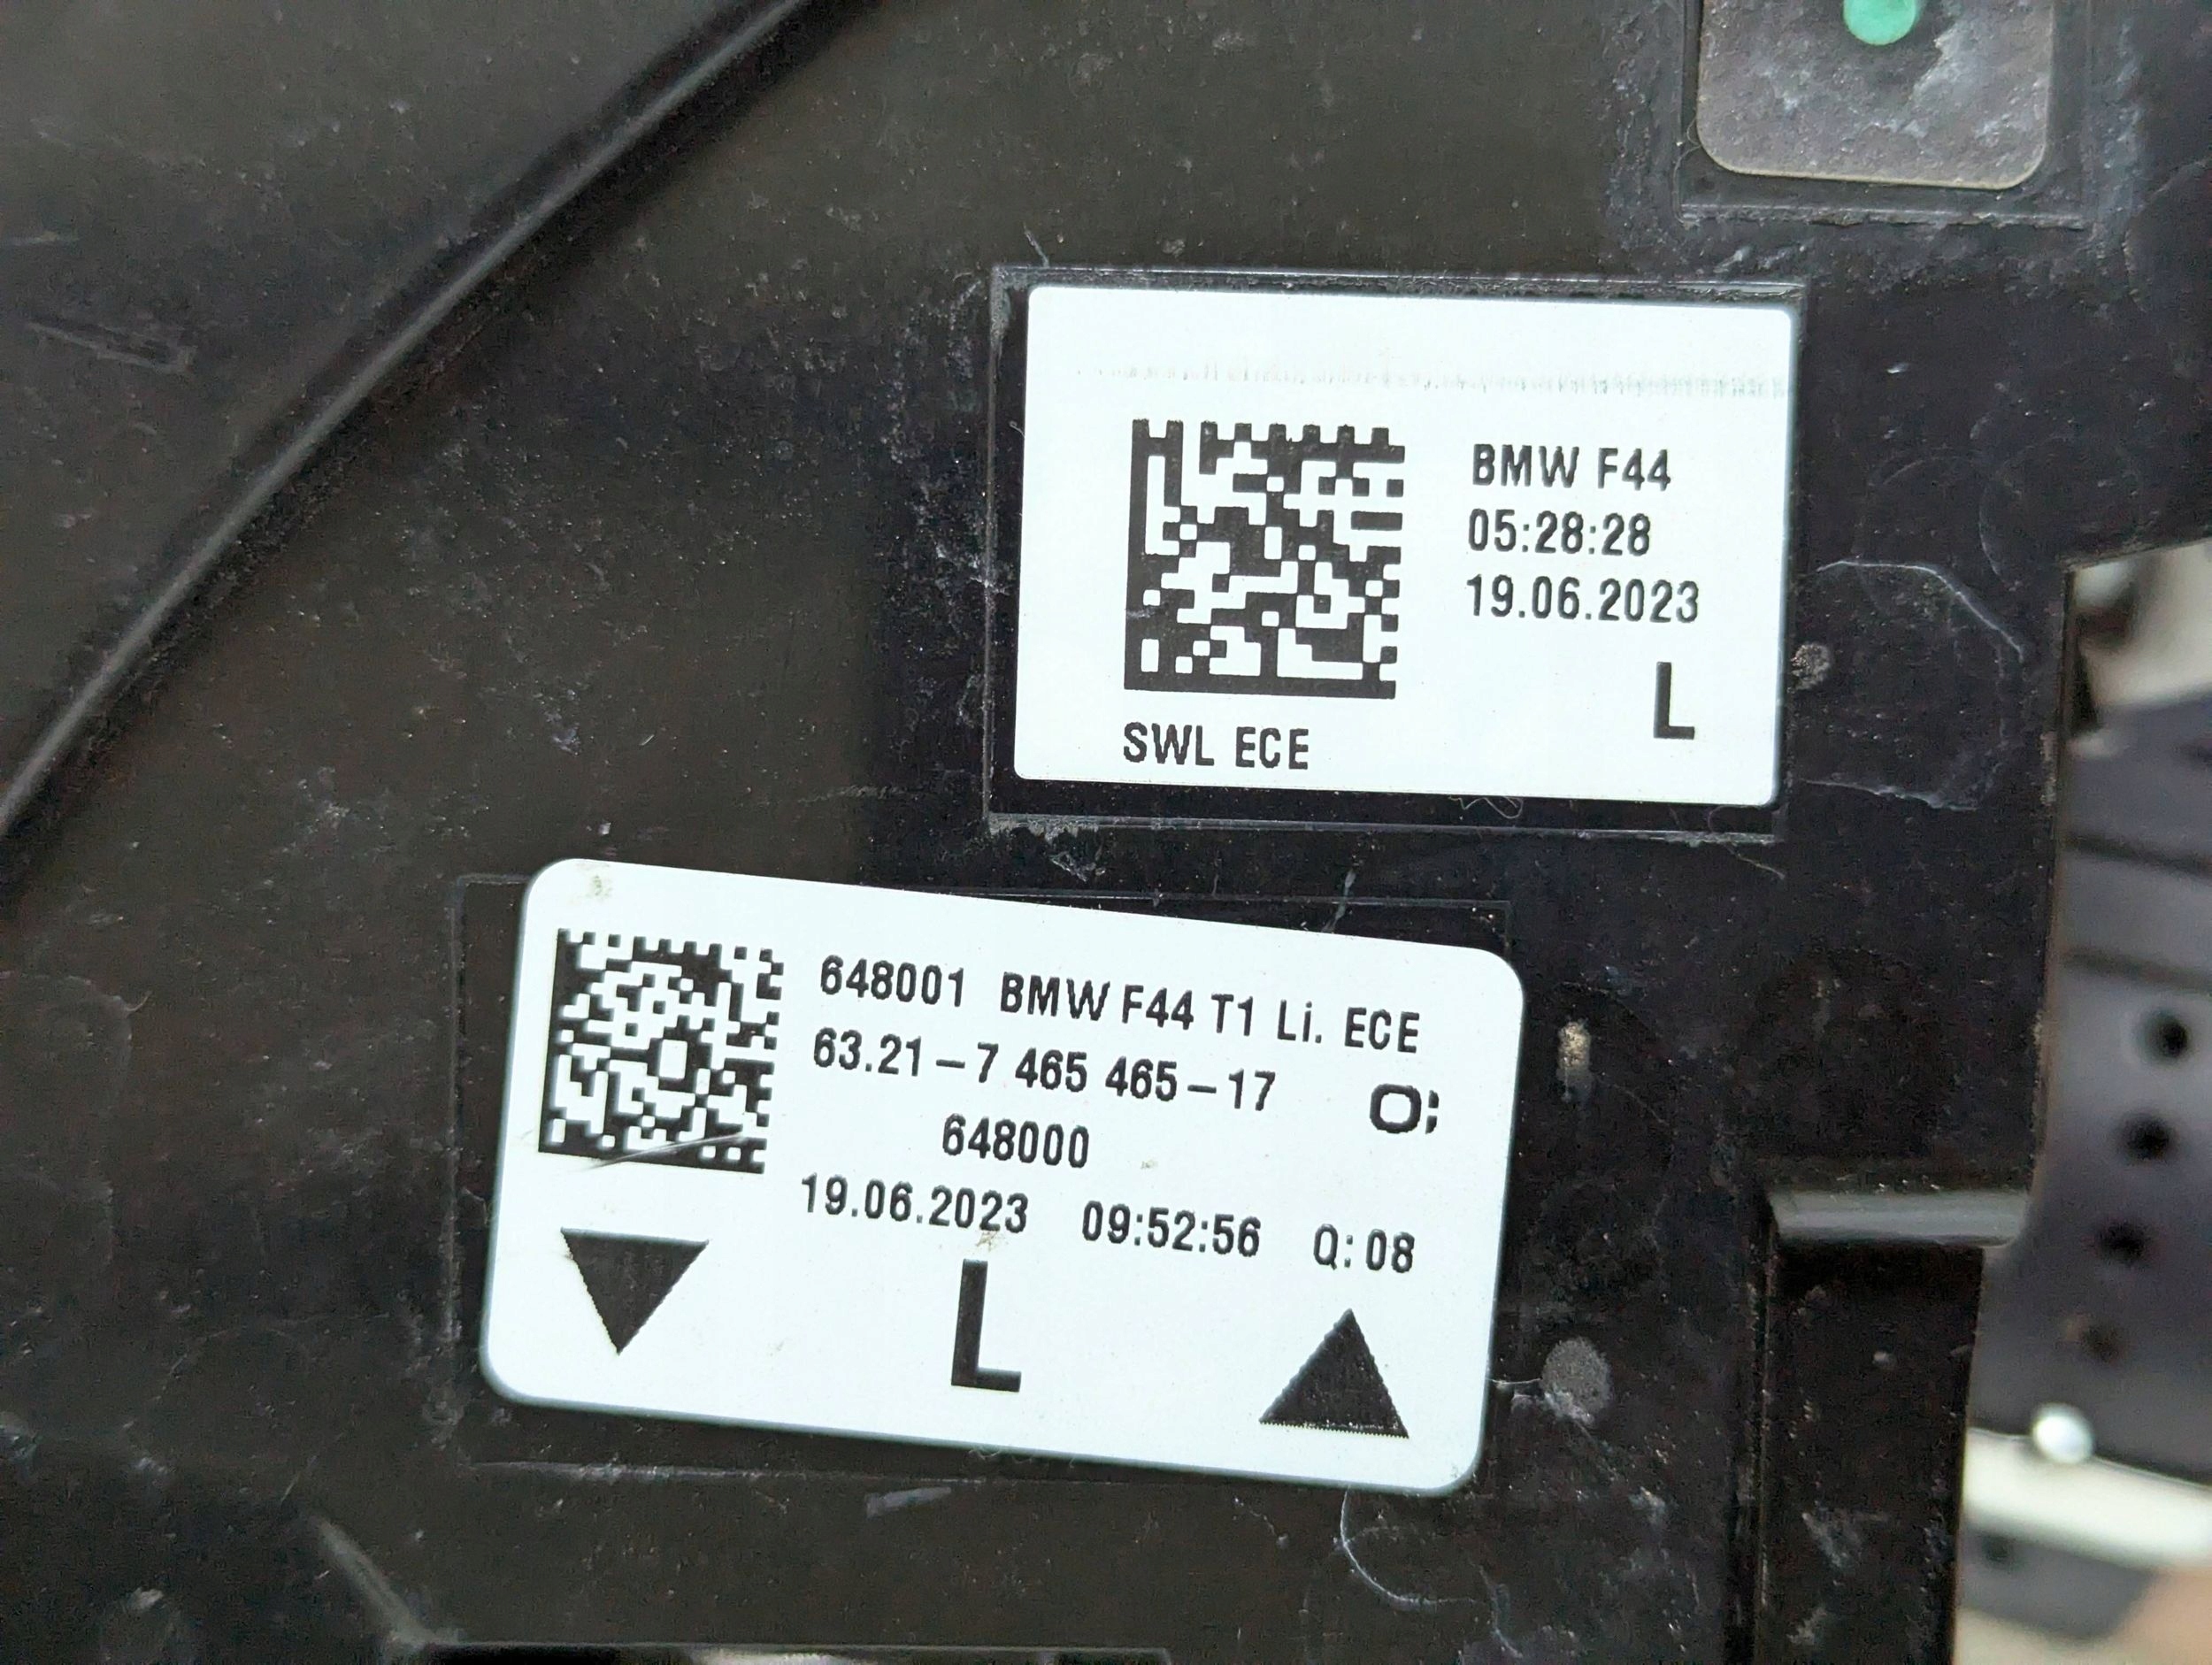 BMW F44
05:28:28
19.06.2023
L
SWL ECE
648001 BMW F44 T1 Li. ECE
63.21-7 465 465-17 O;
648000
19.06.2023 09:52:56 Q:08
L